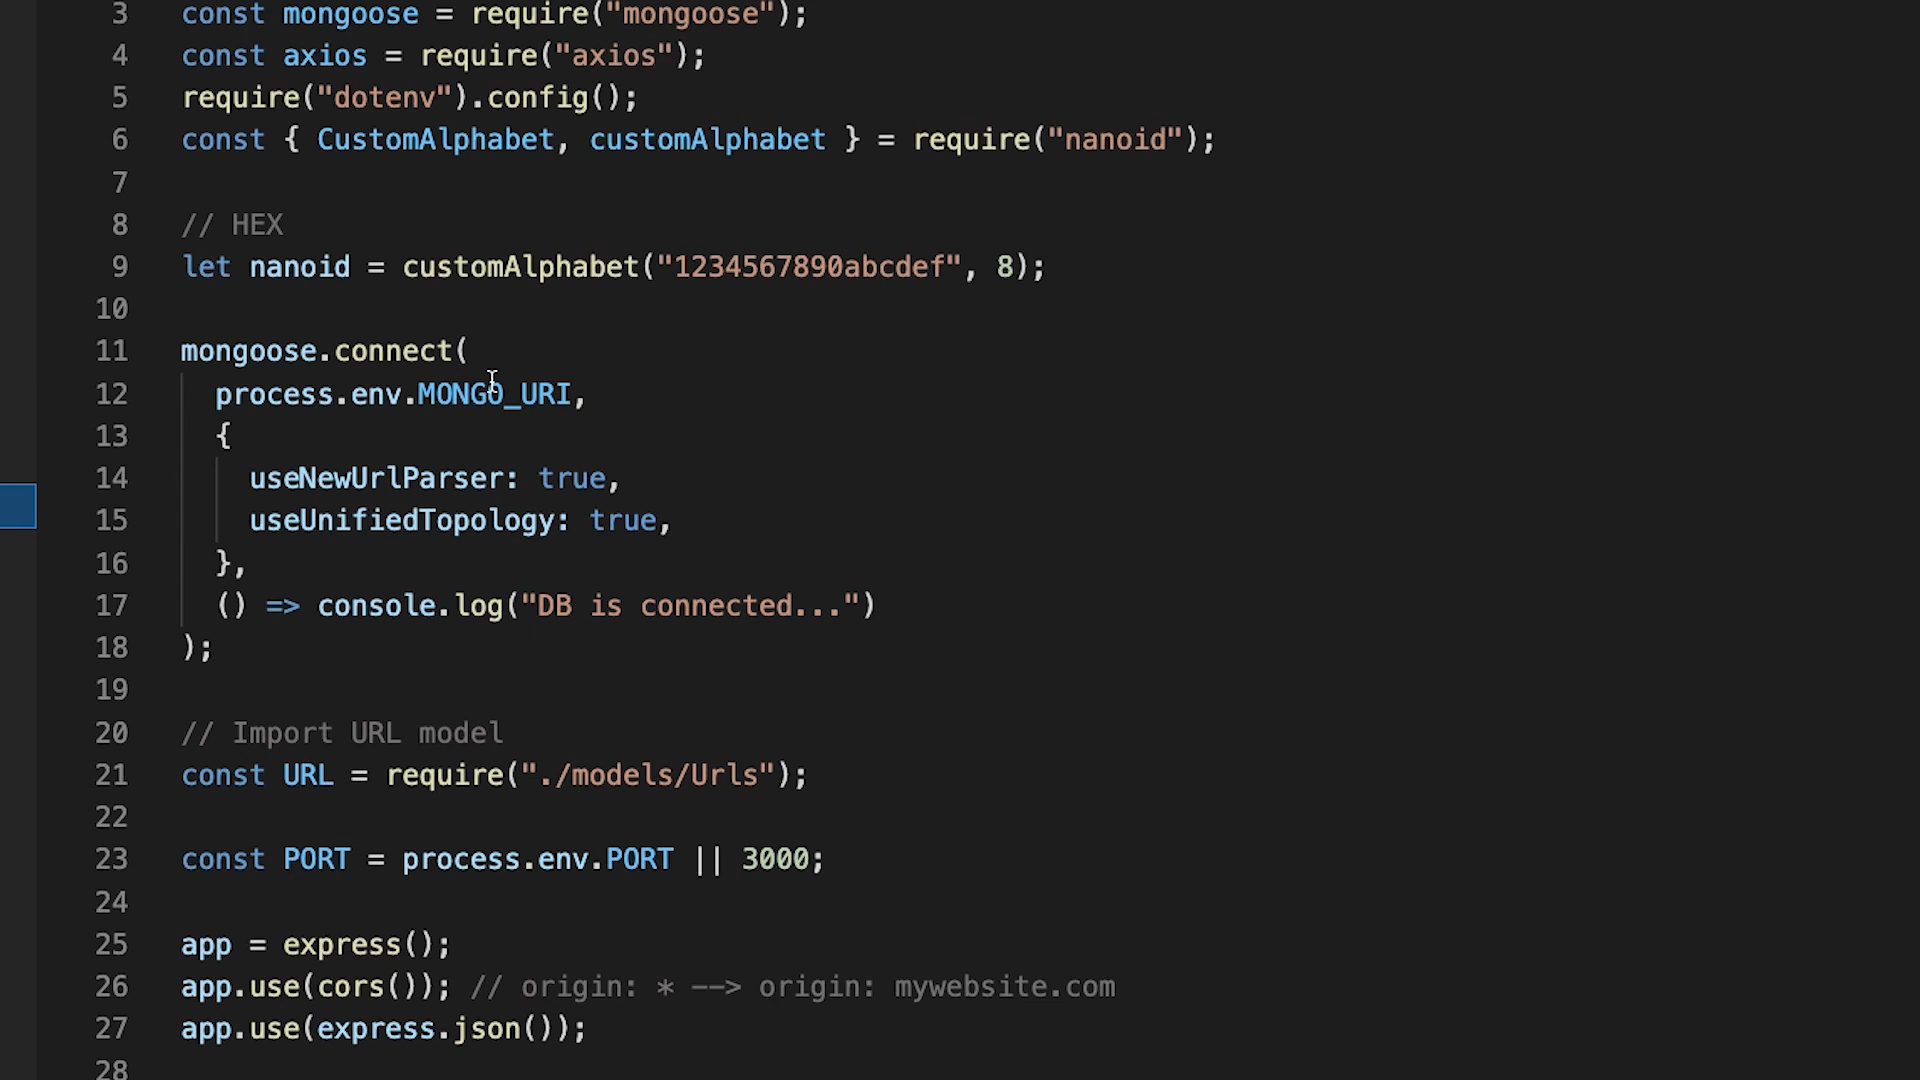 3 const mongoose = require("mongoose");
4 const axios = require("axios");
5 require("dotenv").config();
6 const { CustomAlphabet, customAlphabet } = require("nanoid");
7
8 // HEX
9 let nanoid = customAlphabet("1234567890abcdef", 8);
10
11 mongoose.connect(
12   process.env.MONGO_URI,
13   {
14     useNewUrlParser: true,
15     useUnifiedTopology: true,
16   },
17   () => console.log("DB is connected...")
18 );
19
20 // Import URL model
21 const URL = require("./models/Urls");
22
23 const PORT = process.env.PORT || 3000;
24
25 app = express();
26 app.use(cors()); // origin: * --> origin: mywebsite.com
27 app.use(express.json());
28